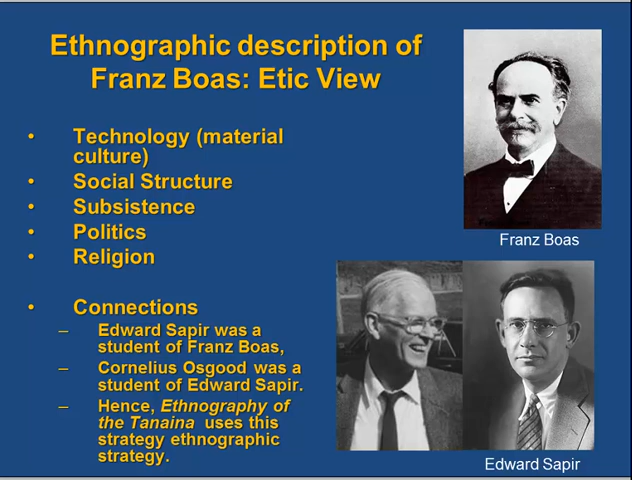 Ethnographic description of
Franz Boas: Etic View
• Technology (material
culture)
• Social Structure
• Subsistence
• Politics
• Religion
• Connections
– Edward Sapir was a
student of Franz Boas,
– Cornelius Osgood was a
student of Edward Sapir.
– Hence, Ethnography of
the Tanaina uses this
strategy ethnographic
strategy.
Franz Boas
Edward Sapir